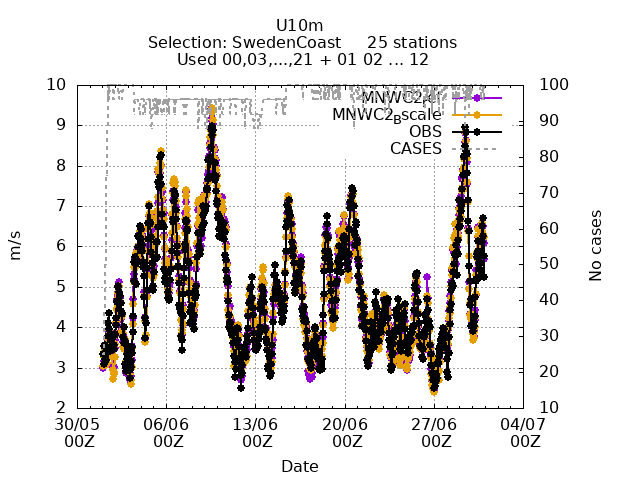 U10m
Selection: SwedenCoast 25 stations
Used 00,03,...,21 + 01 02 ... 12
10 100
MNWC2.
MNWC2Bscale
9 90
OBS
CASES
8 80
7 70
6 60
m/s No cases
5 50
4 40
3 30
20
2 10
30/05 06/06 13/06 20/06 27/06 04/07
00Z 00Z 00Z 00Z 00Z 00Z
Date